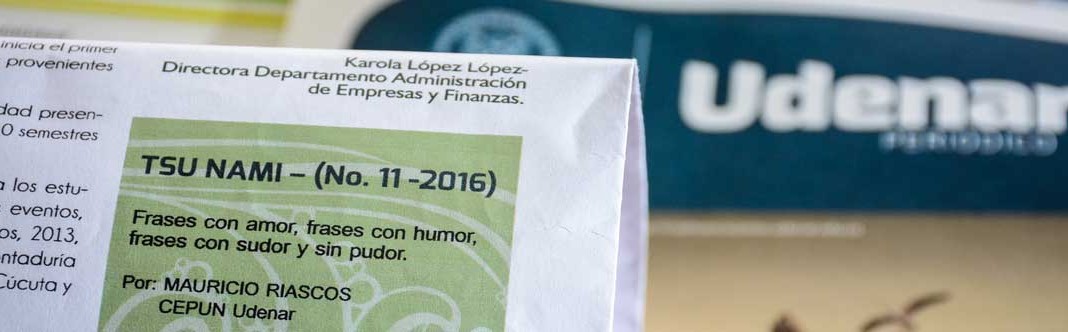 inicia el primer
provenientes
dad presen-
0 semestres
los estu-
eventos,
os, 2013,
ntaduría
Cúcuta y
Karola López López-
Directora Departamento Administración
de Empresas y Finanzas.
TSU NAMI – (No. 11 -2016)
Frases con amor, frases con humor,
frases con sudor y sin pudor.
Por: MAURICIO RIASCOS
CEPUN Udenar
Udenar
PERIÓDICO